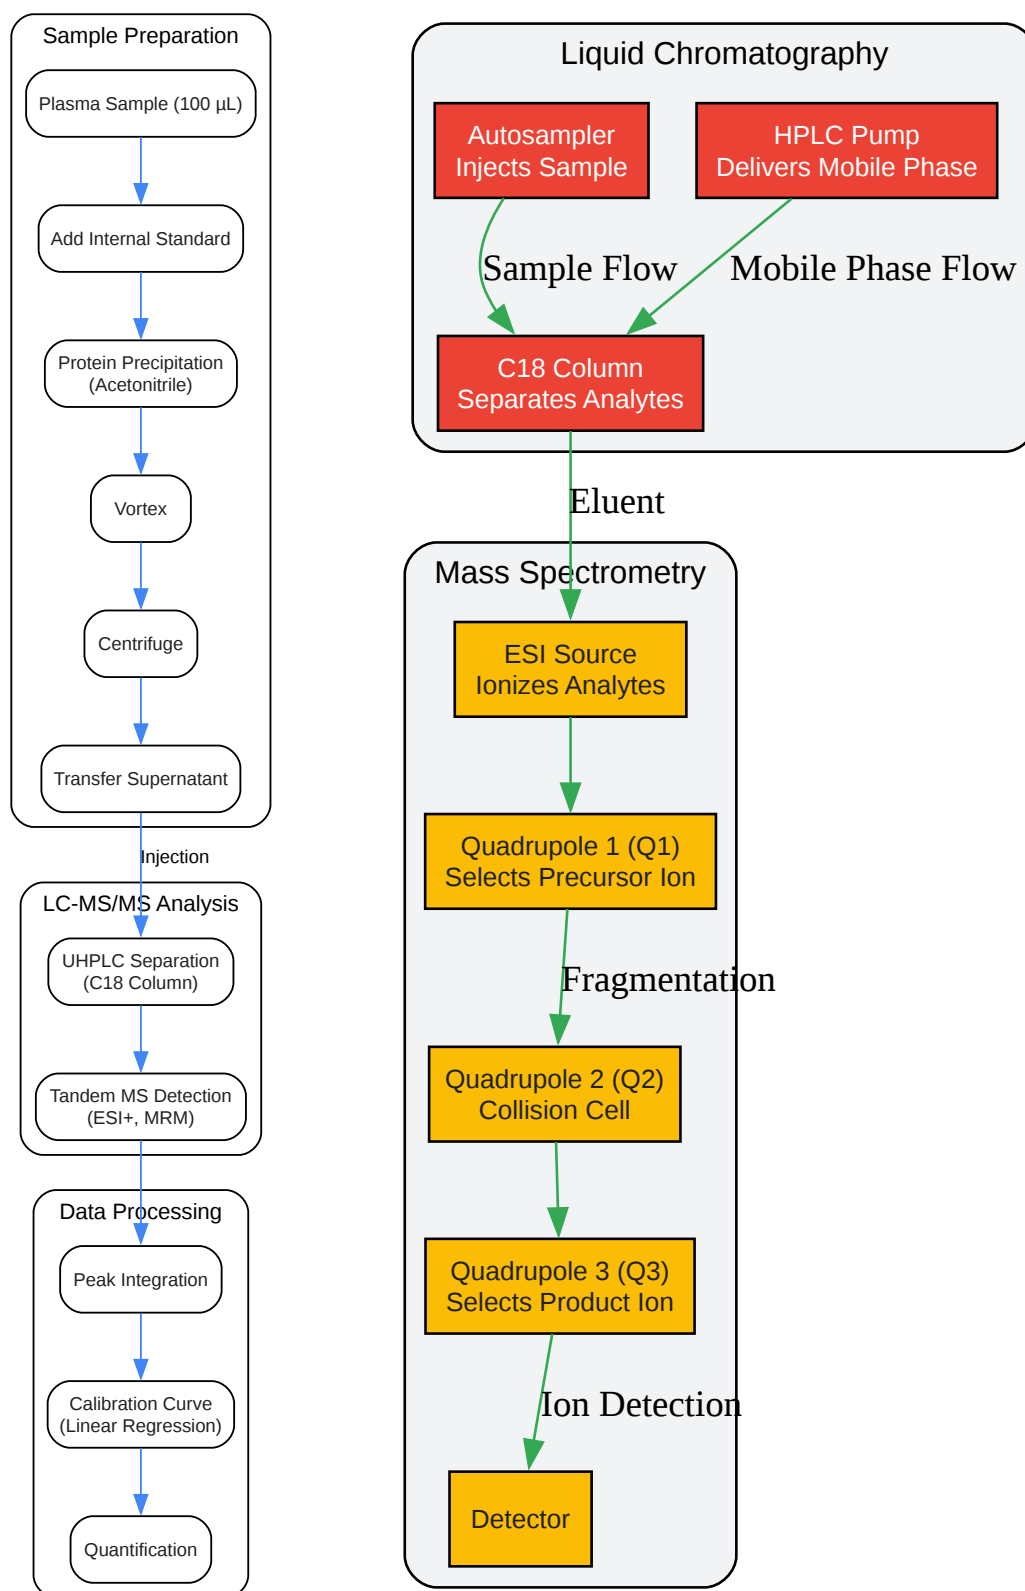 Sample Preparation
Plasma Sample (100 µL)
Add Internal Standard
Protein Precipitation
(Acetonitrile)
Vortex
Centrifuge
Transfer Supernatant
Injection
LC-MS/MS Analysis
UHPLC Separation
(C18 Column)
Tandem MS Detection
(ESI+, MRM)
Data Processing
Peak Integration
Calibration Curve
(Linear Regression)
Quantification
Liquid Chromatography
Autosampler
Injects Sample
HPLC Pump
Delivers Mobile Phase
Sample Flow
Mobile Phase Flow
C18 Column
Separates Analytes
Eluent
Mass Spectrometry
ESI Source
Ionizes Analytes
Quadrupole 1 (Q1)
Selects Precursor Ion
Fragmentation
Quadrupole 2 (Q2)
Collision Cell
Quadrupole 3 (Q3)
Selects Product Ion
Ion Detection
Detector